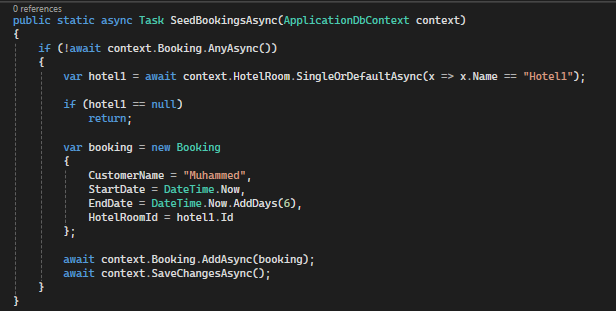 0 references
public static async Task SeedBookingsAsync(ApplicationDbContext context)
{
    if (!await context.Booking.AnyAsync())
    {
        var hotel1 = await context.HotelRoom.SingleOrDefaultAsync(x => x.Name == "Hotel1");

        if (hotel1 == null)
            return;

        var booking = new Booking
        {
            CustomerName = "Muhammed",
            StartDate = DateTime.Now,
            EndDate = DateTime.Now.AddDays(6),
            HotelRoomId = hotel1.Id
        };

        await context.Booking.AddAsync(booking);
        await context.SaveChangesAsync();
    }
}